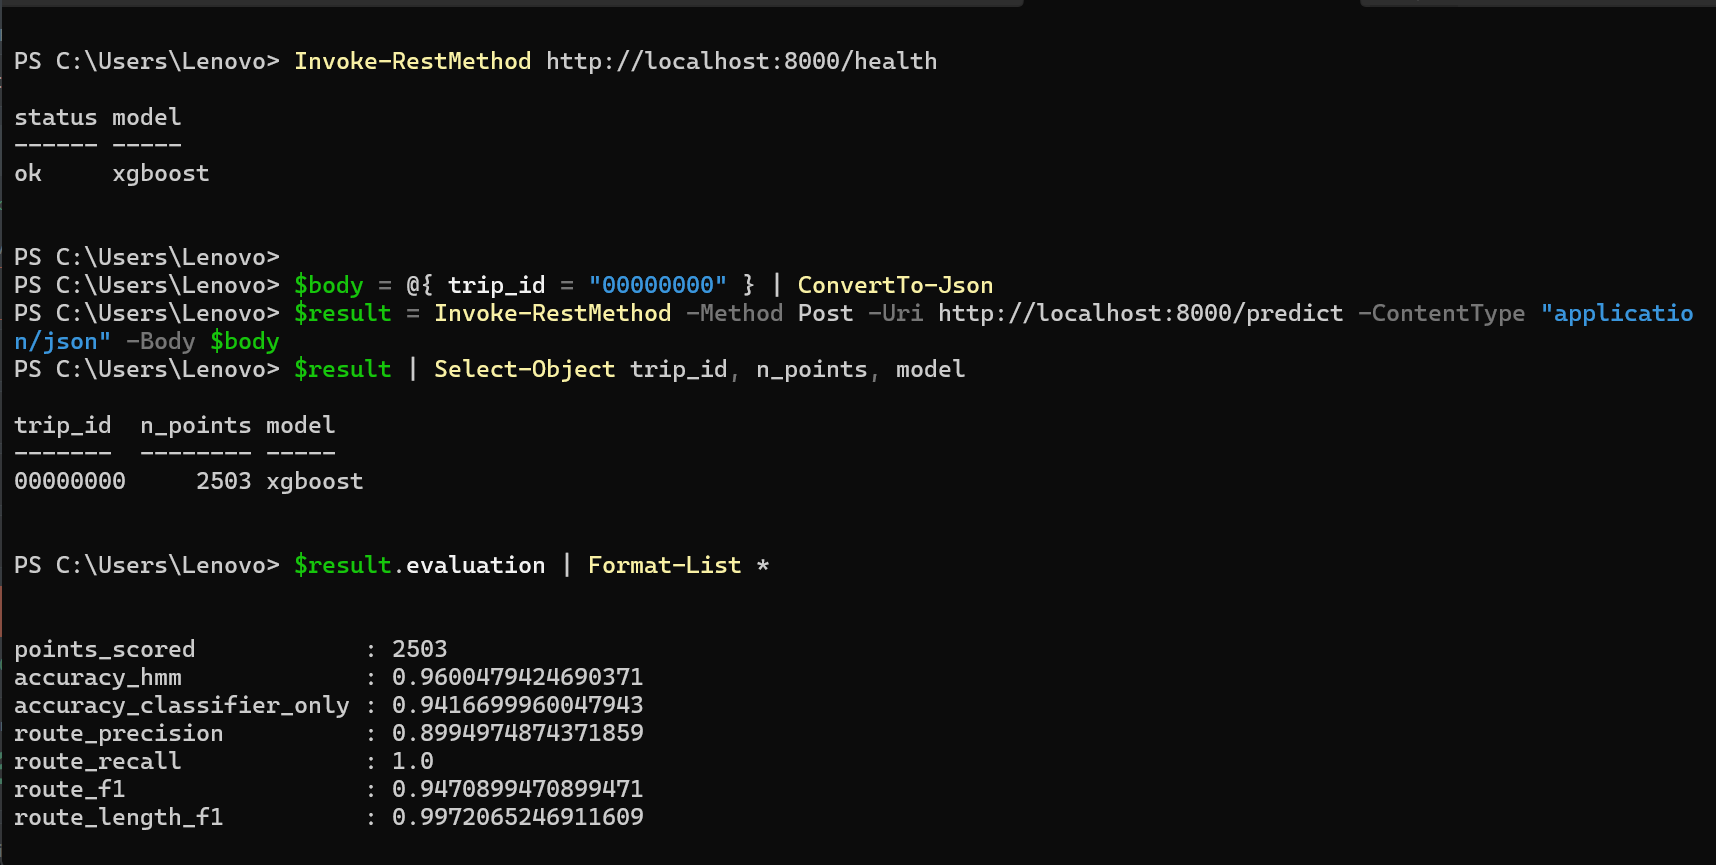 PS C:\Users\Lenovo> Invoke-RestMethod http://localhost:8000/health
status model
------ -----
ok     xgboost
PS C:\Users\Lenovo>
PS C:\Users\Lenovo> $body = @{ trip_id = "00000000" } | ConvertTo-Json
PS C:\Users\Lenovo> $result = Invoke-RestMethod -Method Post -Uri http://localhost:8000/predict -ContentType "applicatio
n/json" -Body $body
PS C:\Users\Lenovo> $result | Select-Object trip_id, n_points, model
trip_id  n_points model
-------  -------- -----
00000000     2503 xgboost
PS C:\Users\Lenovo> $result.evaluation | Format-List *
points_scored            : 2503
accuracy_hmm             : 0.9600479424690371
accuracy_classifier_only : 0.9416699960047943
route_precision          : 0.8994974874371859
route_recall             : 1.0
route_f1                 : 0.9470899470899471
route_length_f1          : 0.9972065246911609